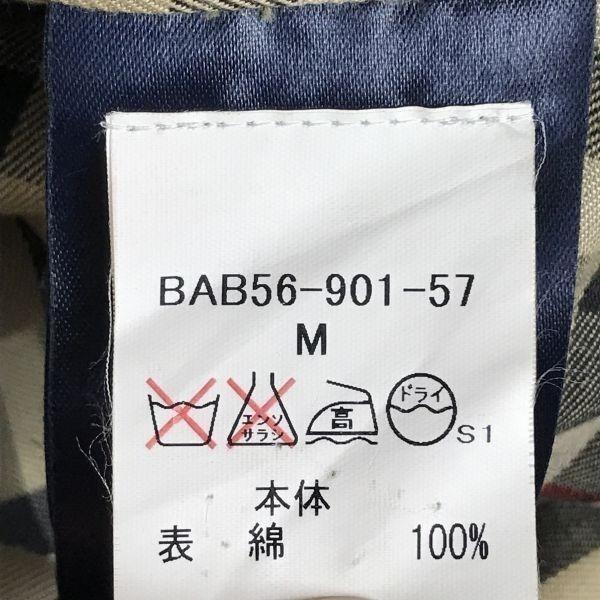 BAB56-901-57
M
エンソ サラシ 高 ドライ S1
本体
表 綿 100%